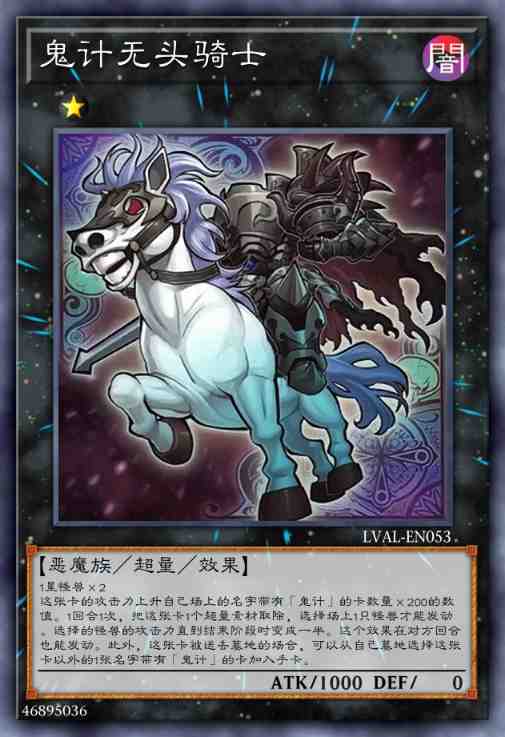 鬼计无头骑士
闇
LVAL-EN053
【恶魔族／超量／效果】
1星怪兽×2
这张卡的攻击力上升自己场上的名字带有「鬼计」的卡数量×200的数
值。1回合1次，把这张卡1个超量素材取除，选择场上1只怪兽才能发动
。选择的怪兽的攻击力直到结束阶段时变成一半。这个效果在对方回合
也能发动。此外，这张卡被送去墓地的场合，可以从自己墓地选择这张
卡以外的1张名字带有「鬼计」的卡加入手卡。
ATK/1000 DEF/ 0
46895036